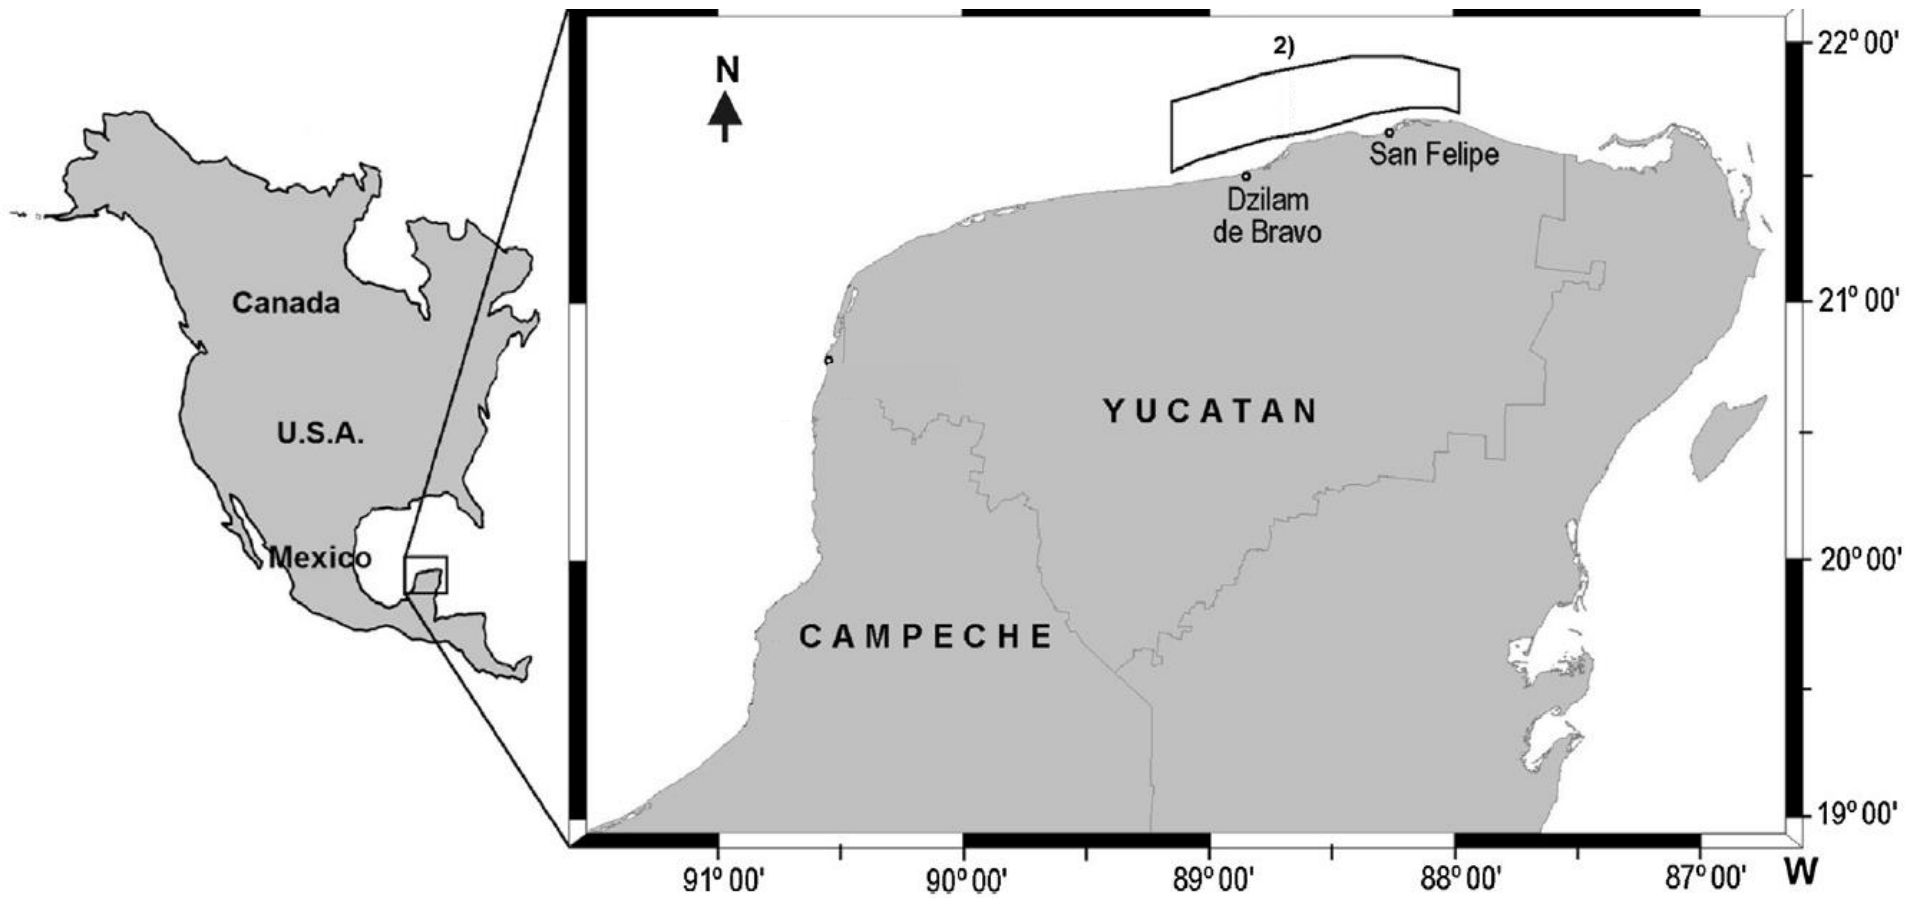 Canada
U.S.A.
Mexico
N
2)
San Felipe
Dzilam
de Bravo
YUCATAN
CAMPECHE
22º 00'
21º 00'
20º 00'
19º 00'
91º 00'
90º 00'
89º 00'
88º 00'
87º 00'
W